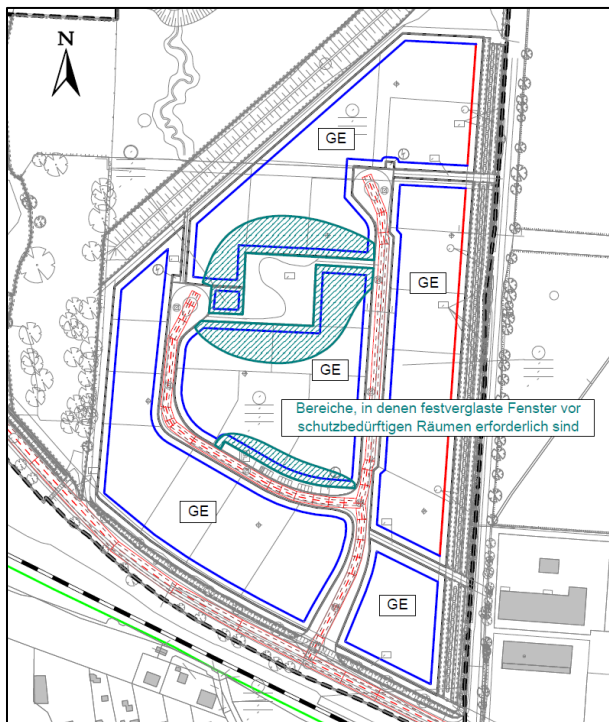 N
GE
GE
GE
Bereiche, in denen festverglaste Fenster vor
schutzbedürftigen Räumen erforderlich sind
GE
GE